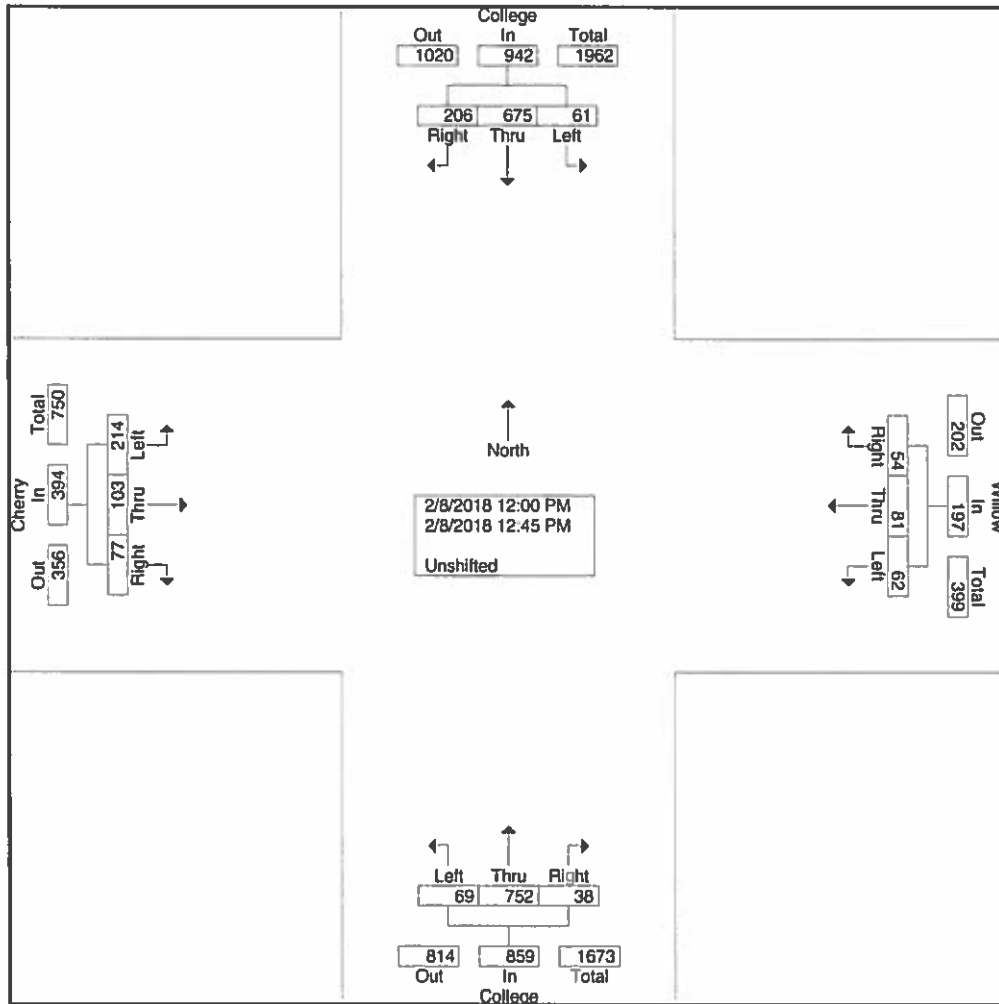 College
Out In Total
1020 942 1962
206 675 61
Right Thru Left
Total
750
In
394
Out
356
Cherry
214
Left
103
Thru
77
Right
North
2/8/2018 12:00 PM
2/8/2018 12:45 PM
Unshifted
Right
54
Thru
81
Left
62
Out
202
In
197
Total
399
Willow
Left Thru Right
69 752 38
814 859 1673
Out In Total
College